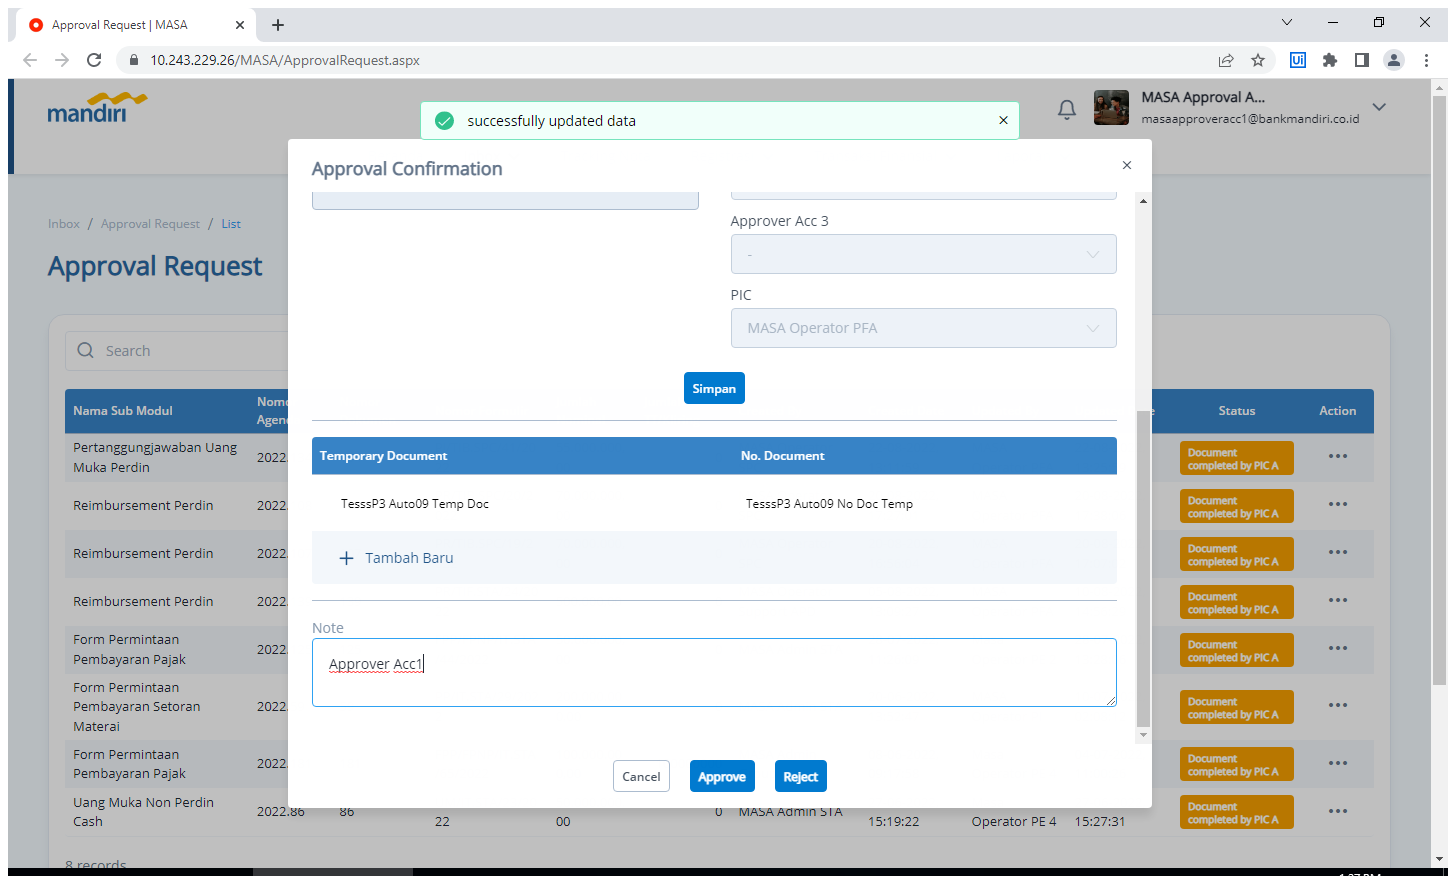 Approval Request | MASA
10.243.229.26/MASA/ApprovalRequest.aspx
mandiri
successfully updated data
MASA Approval A...
masaapproveracc1@bankmandiri.co.id
Inbox / Approval Request / List
Approval Request
Search
Approval Confirmation
Approver Acc 3
-
PIC
MASA Operator PFA
Simpan
Temporary Document No. Document
TesssP3 Auto09 Temp Doc TesssP3 Auto09 No Doc Temp
Tambah Baru
Note
Approver Acc1
Cancel Approve Reject
Nama Sub Modul Status Action
Pertanggungjawaban Uang
Muka Perdin
2022.
Document
completed by PIC A
Reimbursement Perdin 2022.
Document
completed by PIC A
Reimbursement Perdin 2022.
Document
completed by PIC A
Reimbursement Perdin 2022.
Document
completed by PIC A
Form Permintaan
Pembayaran Pajak
2022.
Document
completed by PIC A
Form Permintaan
Pembayaran Setoran
Materai
2022.
Document
completed by PIC A
Form Permintaan
Pembayaran Pajak
2022.
Document
completed by PIC A
Uang Muka Non Perdin
Cash
2022.86 86 22 00 0 MASA Admin STA 15:19:22 Operator PE 4 15:27:31
Document
completed by PIC A
8 records